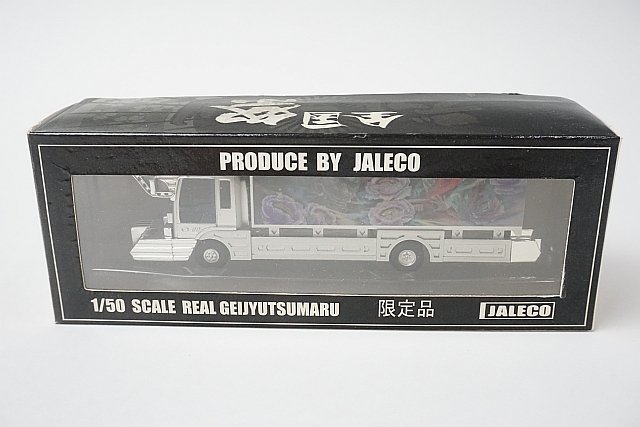 PRODUCE BY JALECO
1/50 SCALE REAL GEIJYUTSUMARU 限定品 JALECO